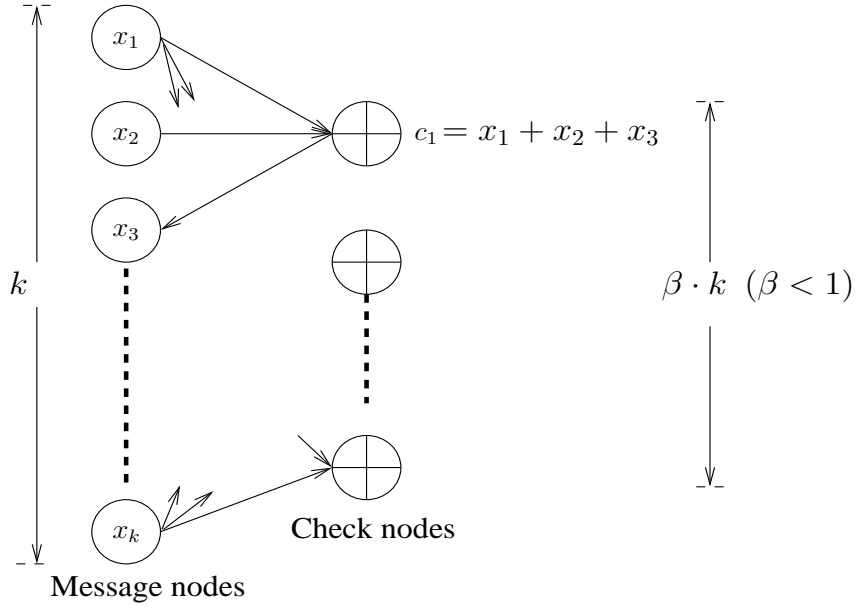 x₁
x₂
c₁ = x₁ + x₂ + x₃
x₃
k
β · k (β < 1)
xₖ
Check nodes
Message nodes